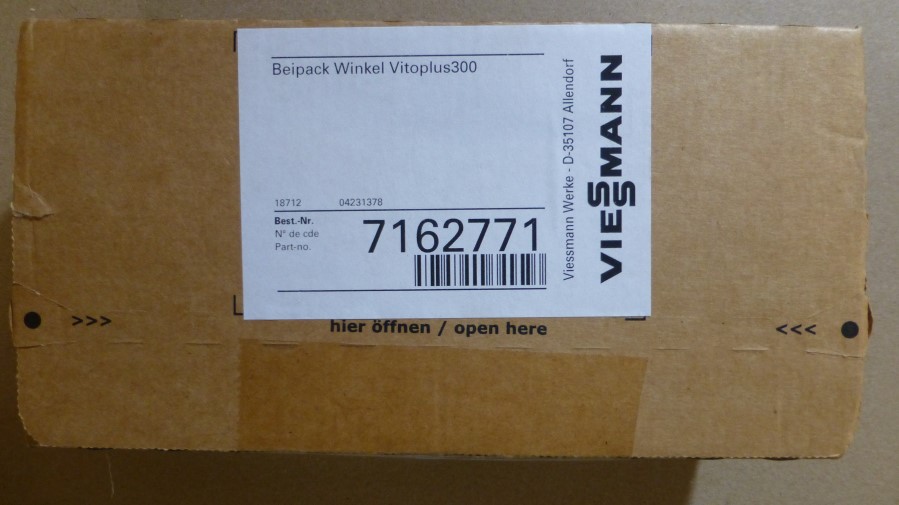 Beipack Winkel Vitoplus300
18712 04231378
Best.-Nr.
N° de cde
Part-no.
7162771
Viessmann Werke - D-35107 Allendorf
VIESSMANN
hier öffnen / open here
>>>
<<<